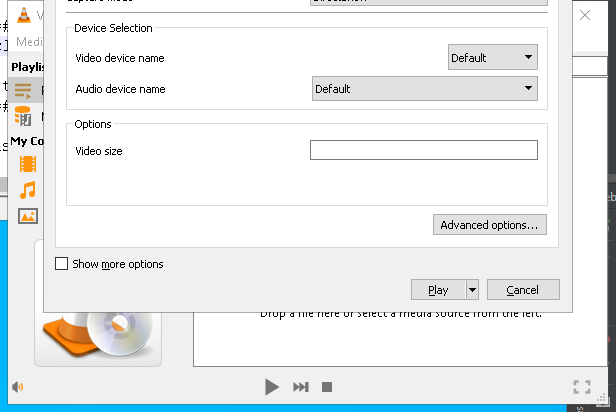 Device Selection
Video device name
Default
Audio device name
Default
Options
Video size
Advanced options...
Show more options
Play
Cancel
Drop a file here or select a media source from the left.
Medi
Playlis
My Co